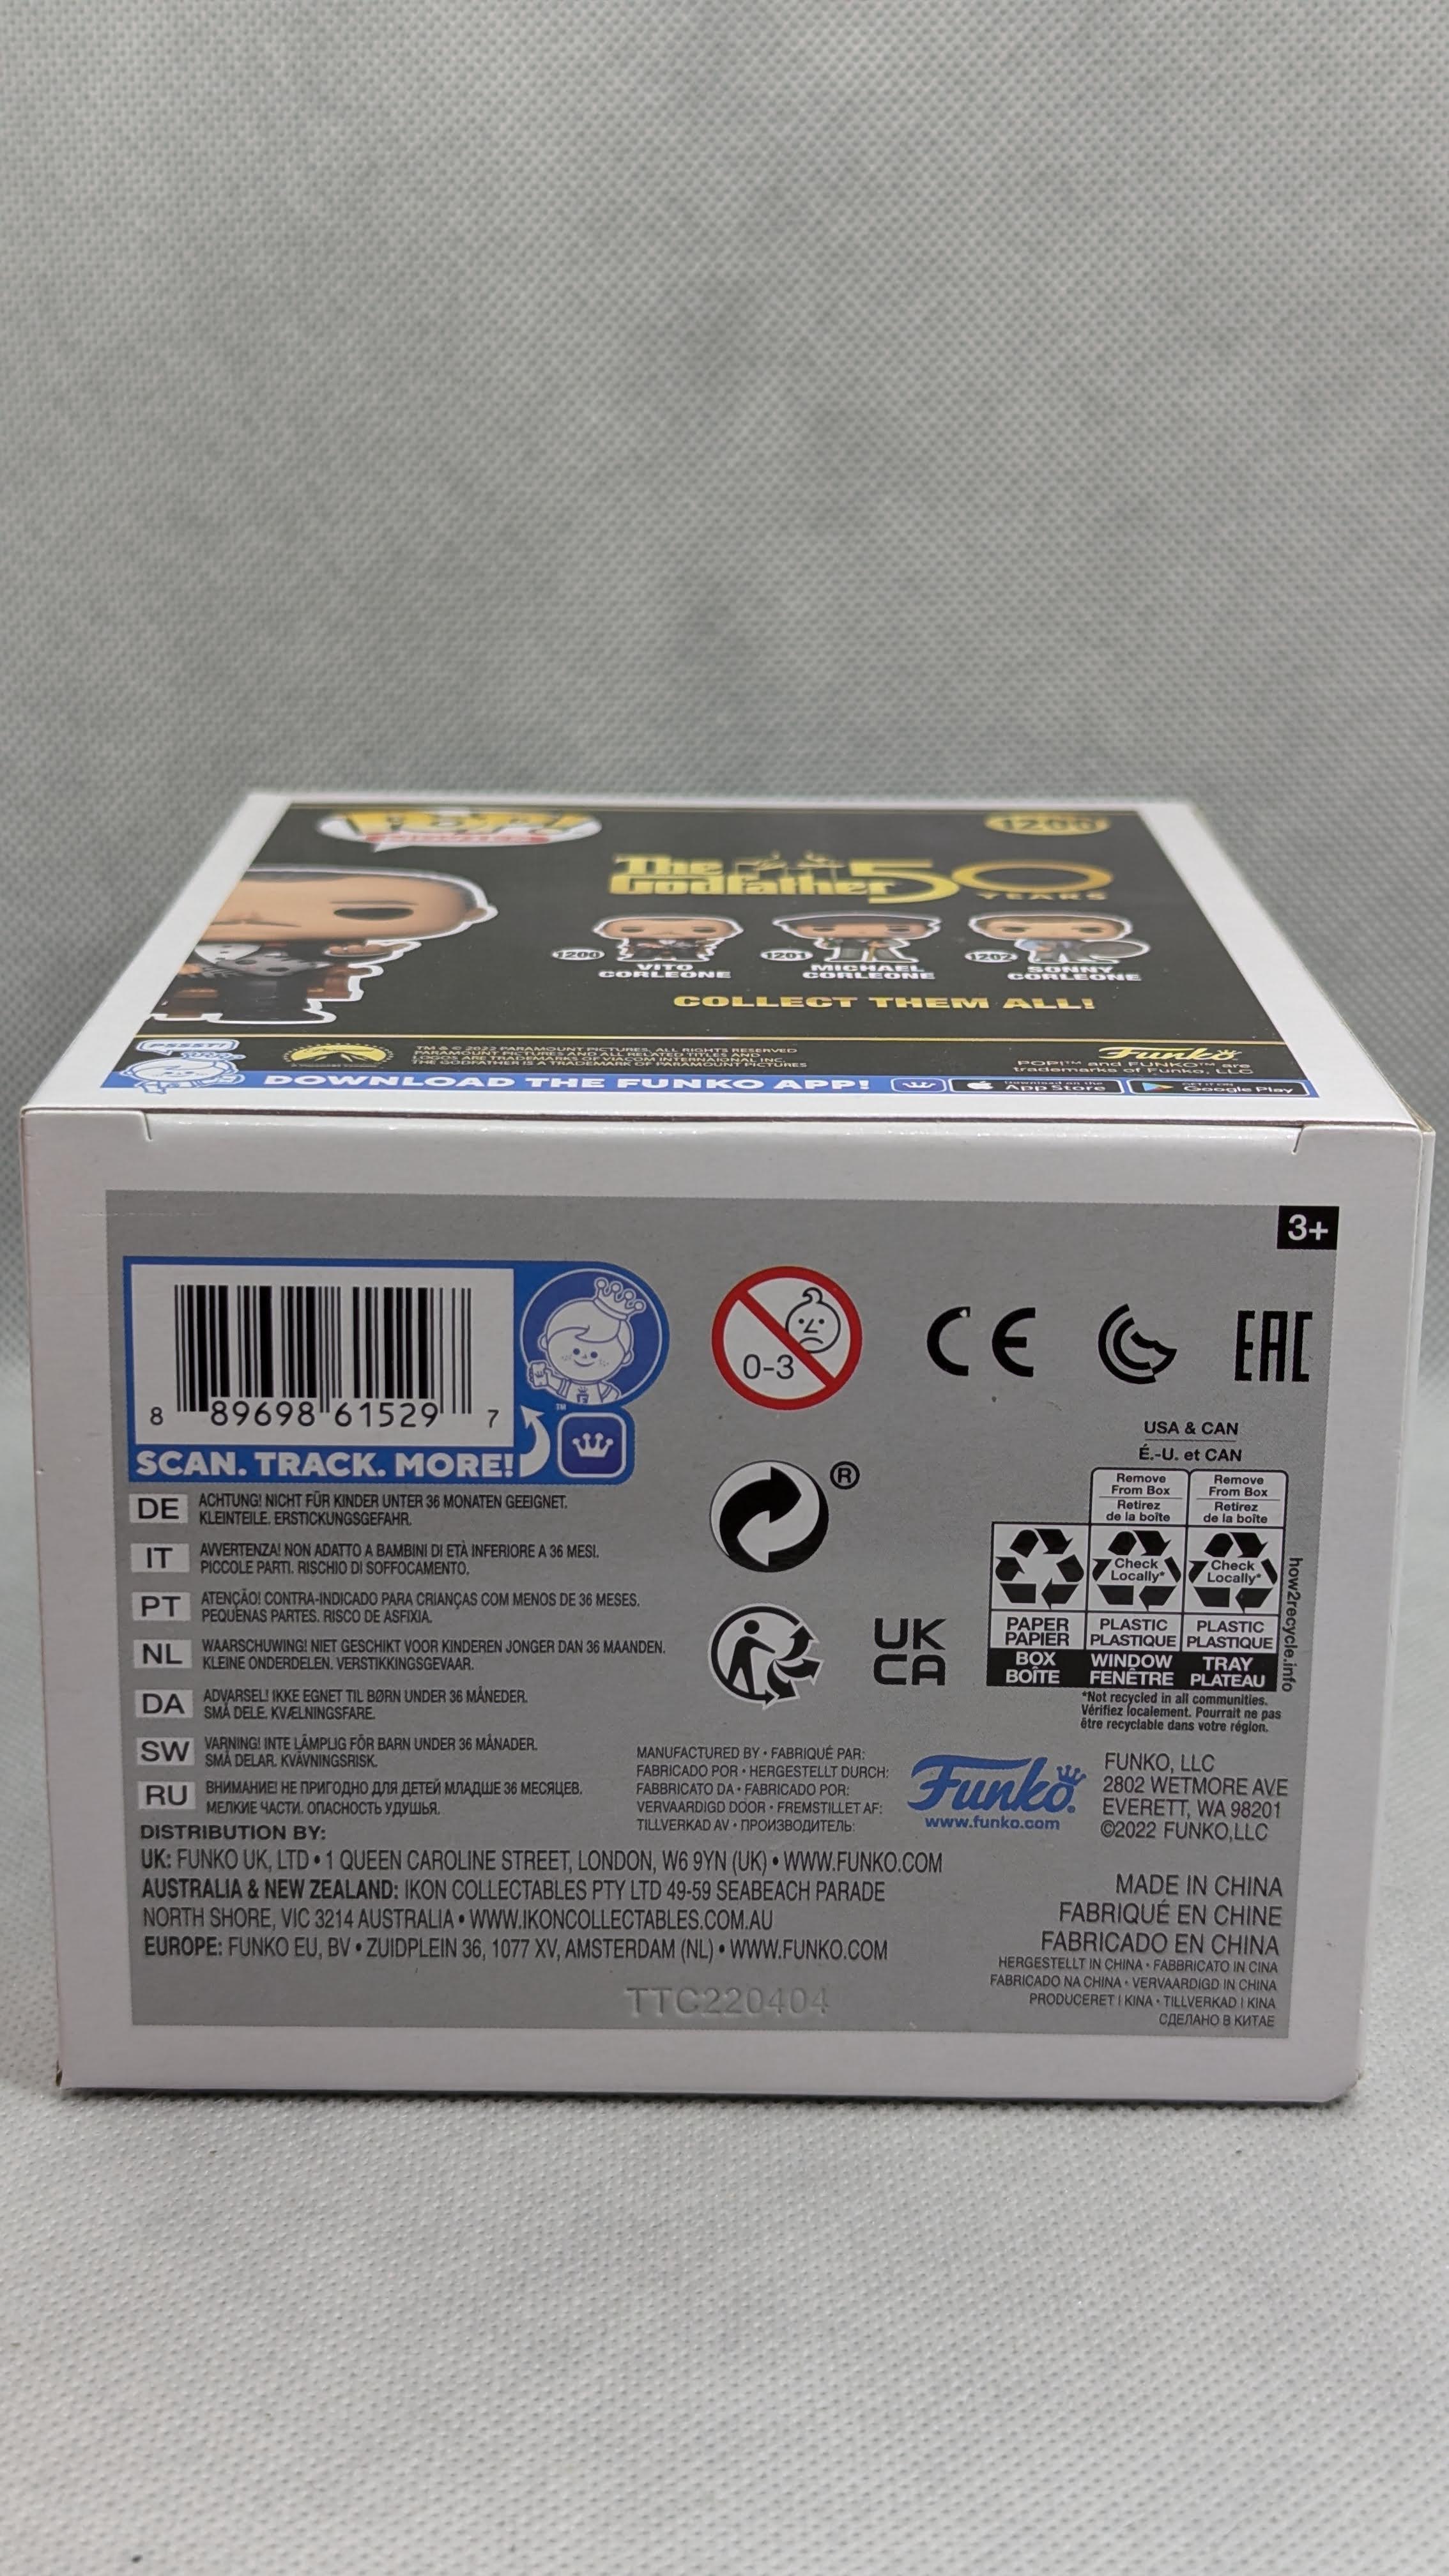 POP!
1200
The Godfather 50 YEARS
1200
VITO
CORLEONE
1201
MICHAEL
CORLEONE
1202
SONNY
CORLEONE
COLLECT THEM ALL!
PSSST!
TM & © 2022 PARAMOUNT PICTURES. ALL RIGHTS RESERVED
PARAMOUNT PICTURES AND ALL RELATED TITLES AND
LOGOS ARE TRADEMARKS OF VIACOM INTERNATIONAL INC.
THE GODFATHER IS A TRADEMARK OF PARAMOUNT PICTURES
Funko
POP!™ and FUNKO™ are
trademarks of Funko, LLC
DOWNLOAD THE FUNKO APP!
Download on the
App Store
GET IT ON
Google Play
3+
8 89698 61529 7
SCAN. TRACK. MORE!
TM
0-3
CE
EAC
®
UK
CA
DE ACHTUNG! NICHT FÜR KINDER UNTER 36 MONATEN GEEIGNET.
KLEINTEILE. ERSTICKUNGSGEFAHR.
IT AVVERTENZA! NON ADATTO A BAMBINI DI ETÀ INFERIORE A 36 MESI.
PICCOLE PARTI. RISCHIO DI SOFFOCAMENTO.
PT ATENÇÃO! CONTRA-INDICADO PARA CRIANÇAS COM MENOS DE 36 MESES.
PEQUENAS PARTES. RISCO DE ASFIXIA.
NL WAARSCHUWING! NIET GESCHIKT VOOR KINDEREN JONGER DAN 36 MAANDEN.
KLEINE ONDERDELEN. VERSTIKKINGSGEVAAR.
DA ADVARSEL! IKKE EGNET TIL BØRN UNDER 36 MÅNEDER.
SMÅ DELE. KVÆLNINGSFARE.
SW VARNING! INTE LÄMPLIG FÖR BARN UNDER 36 MÅNADER.
SMÅ DELAR. KVÄVNINGSRISK.
RU ВНИМАНИЕ! НЕ ПРИГОДНО ДЛЯ ДЕТЕЙ МЛАДШЕ 36 МЕСЯЦЕВ.
МЕЛКИЕ ЧАСТИ. ОПАСНОСТЬ УДУШЬЯ.
USA & CAN
É.-U. et CAN
Remove
From Box
Retirez
de la boîte
Remove
From Box
Retirez
de la boîte
Check
Locally*
Check
Locally*
PAPER
PAPIER
PLASTIC
PLASTIQUE
PLASTIC
PLASTIQUE
BOX
BOÎTE
WINDOW
FENÊTRE
TRAY
PLATEAU
how2recycle.info
*Not recycled in all communities.
Vérifiez localement. Pourrait ne pas
être recyclable dans votre région.
MANUFACTURED BY • FABRIQUÉ PAR:
FABRICADO POR • HERGESTELLT DURCH:
FABBRICATO DA • FABRICADO POR:
VERVAARDIGD DOOR • FREMSTILLET AF:
TILLVERKAD AV • ПРОИЗВОДИТЕЛЬ:
Funko®
www.funko.com
FUNKO, LLC
2802 WETMORE AVE
EVERETT, WA 98201
©2022 FUNKO,LLC
DISTRIBUTION BY:
UK: FUNKO UK, LTD • 1 QUEEN CAROLINE STREET, LONDON, W6 9YN (UK) • WWW.FUNKO.COM
AUSTRALIA & NEW ZEALAND: IKON COLLECTABLES PTY LTD 49-59 SEABEACH PARADE
NORTH SHORE, VIC 3214 AUSTRALIA • WWW.IKONCOLLECTABLES.COM.AU
EUROPE: FUNKO EU, BV • ZUIDPLEIN 36, 1077 XV, AMSTERDAM (NL) • WWW.FUNKO.COM
MADE IN CHINA
FABRIQUÉ EN CHINE
FABRICADO EN CHINA
HERGESTELLT IN CHINA • FABBRICATO IN CINA
FABRICADO NA CHINA • VERVAARDIGD IN CHINA
PRODUCERET I KINA • TILLVERKAD I KINA
СДЕЛАНО В КИТАЕ
TTC220404